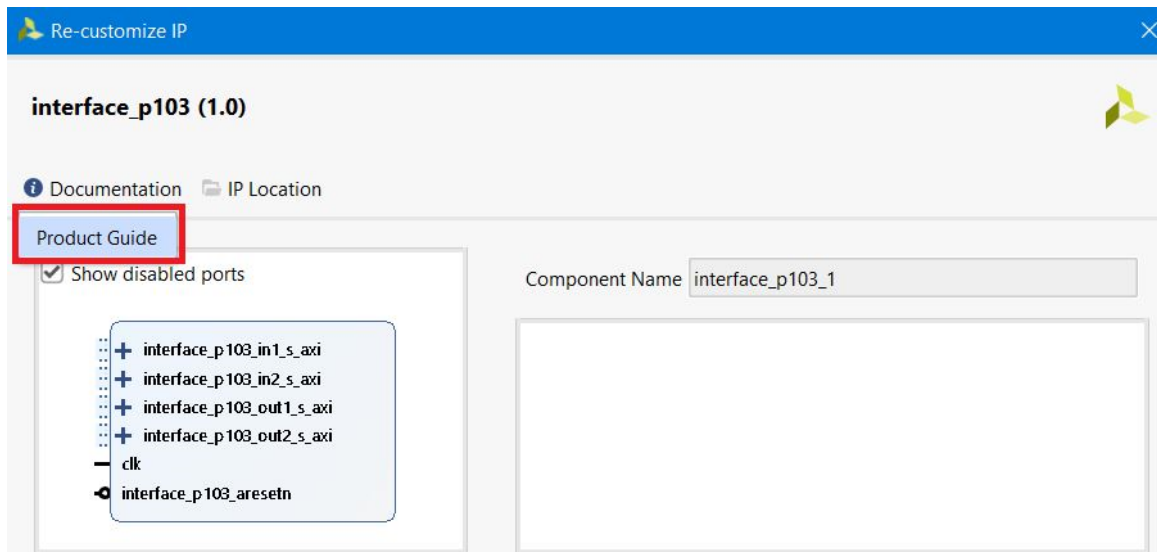 Re-customize IP
interface_p103 (1.0)
Documentation IP Location
Product Guide
Show disabled ports
interface_p103_in1_s_axi
interface_p103_in2_s_axi
interface_p103_out1_s_axi
interface_p103_out2_s_axi
clk
interface_p103_aresetn
Component Name interface_p103_1